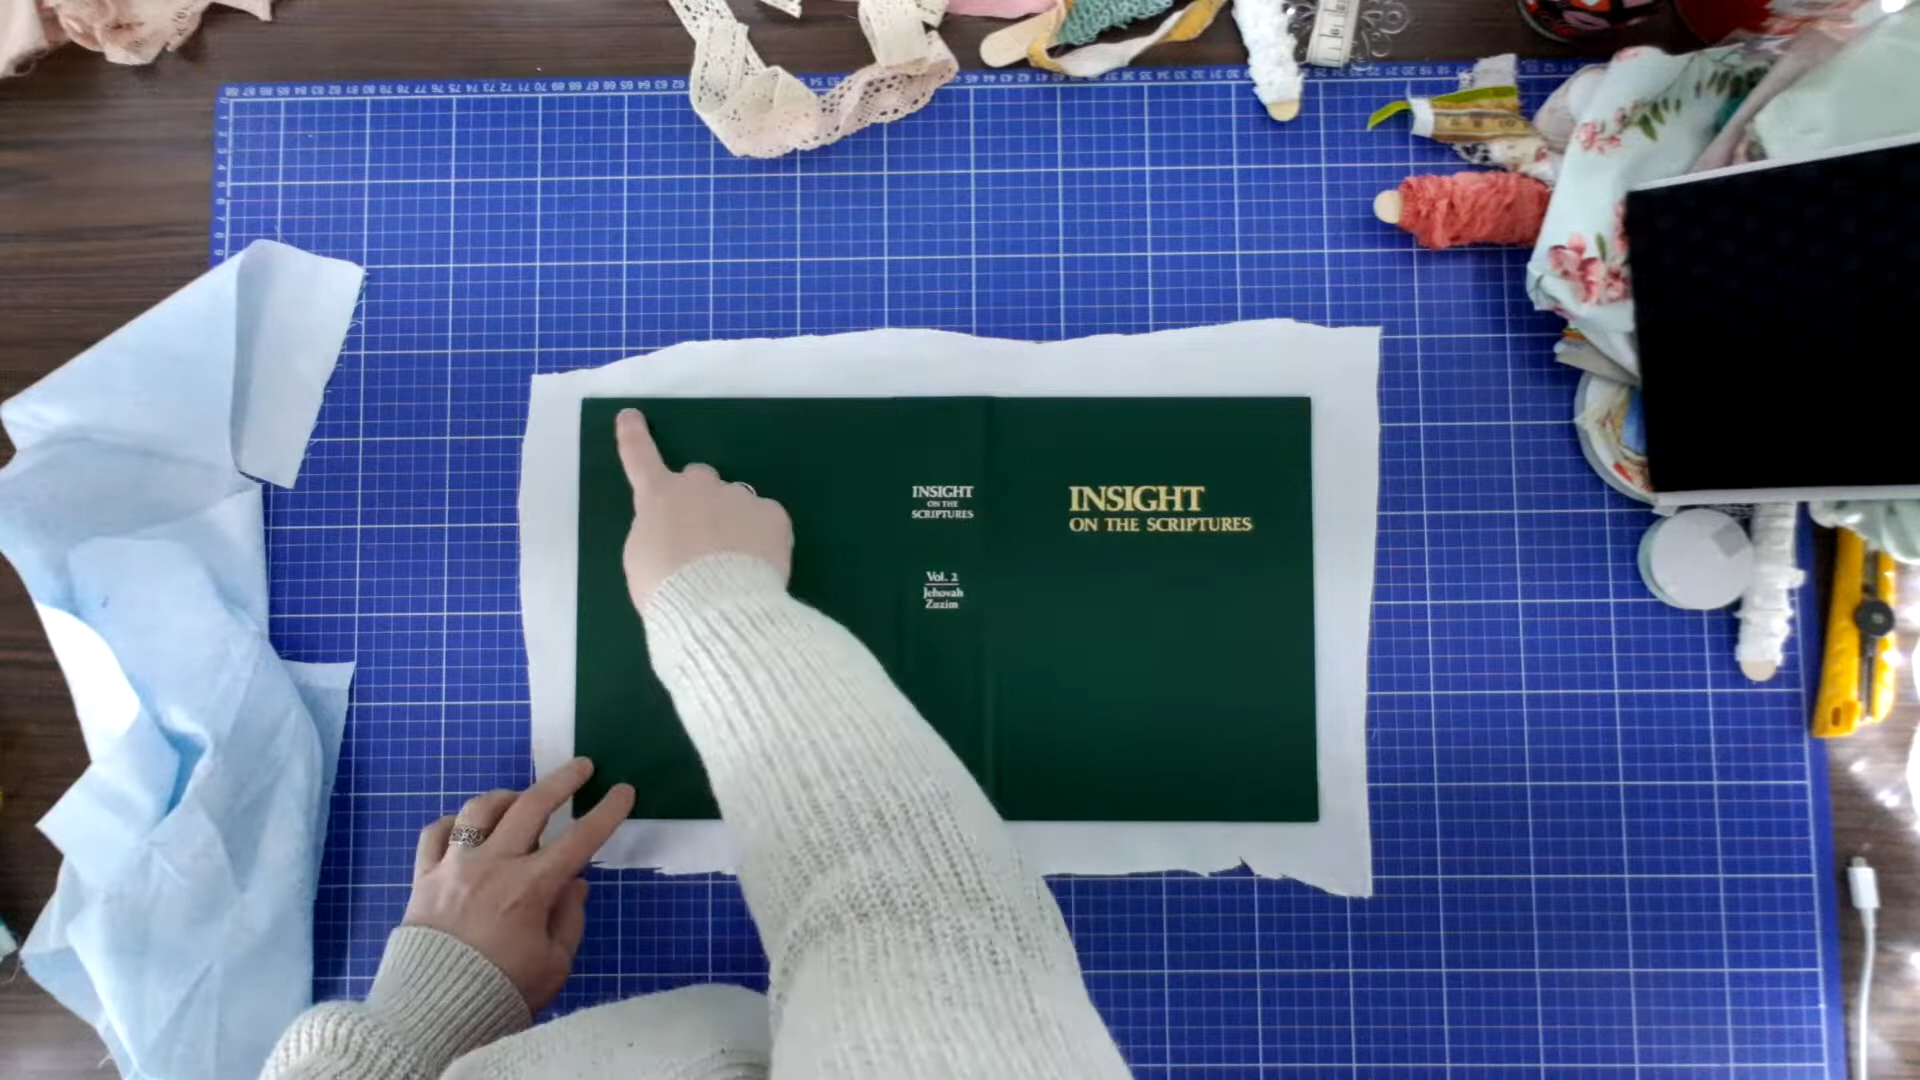 INSIGHT
ON THE
SCRIPTURES
Vol. 2
Jehovah
Zuzim
INSIGHT
ON THE SCRIPTURES